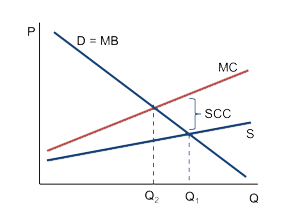 P
D = MB
MC
SCC
S
Q2 Q1 Q